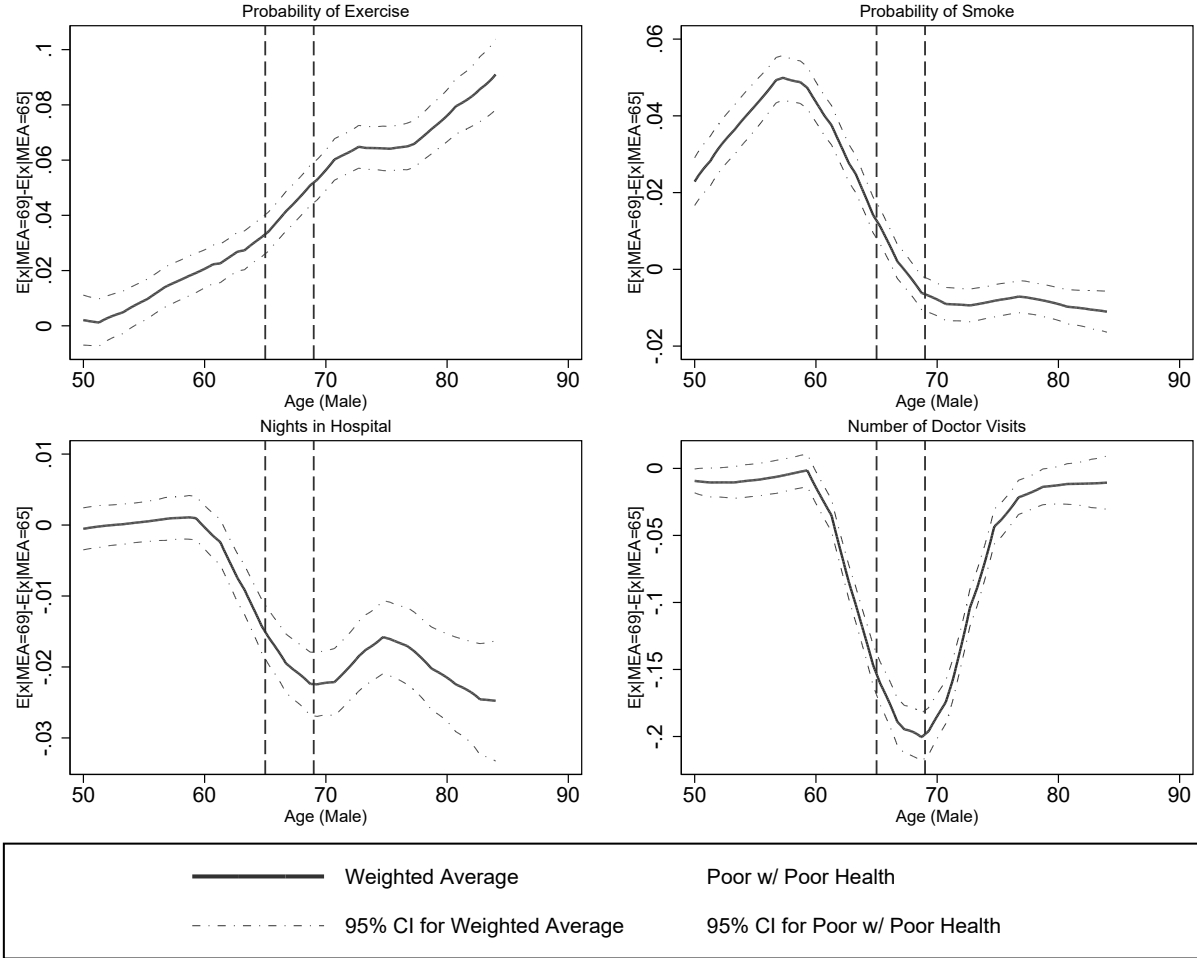 Probability of Exercise
E[x|MEA=69]-E[x|MEA=65]
.1
.08
.06
.04
.02
0
50 60 70 80 90
Age (Male)
Probability of Smoke
E[x|MEA=69]-E[x|MEA=65]
.06
.04
.02
0
-.02
50 60 70 80 90
Age (Male)
Nights in Hospital
E[x|MEA=69]-E[x|MEA=65]
.01
0
-.01
-.02
-.03
50 60 70 80 90
Age (Male)
Number of Doctor Visits
E[x|MEA=69]-E[x|MEA=65]
0
-.05
-.1
-.15
-.2
50 60 70 80 90
Age (Male)
Weighted Average
Poor w/ Poor Health
95% CI for Weighted Average
95% CI for Poor w/ Poor Health